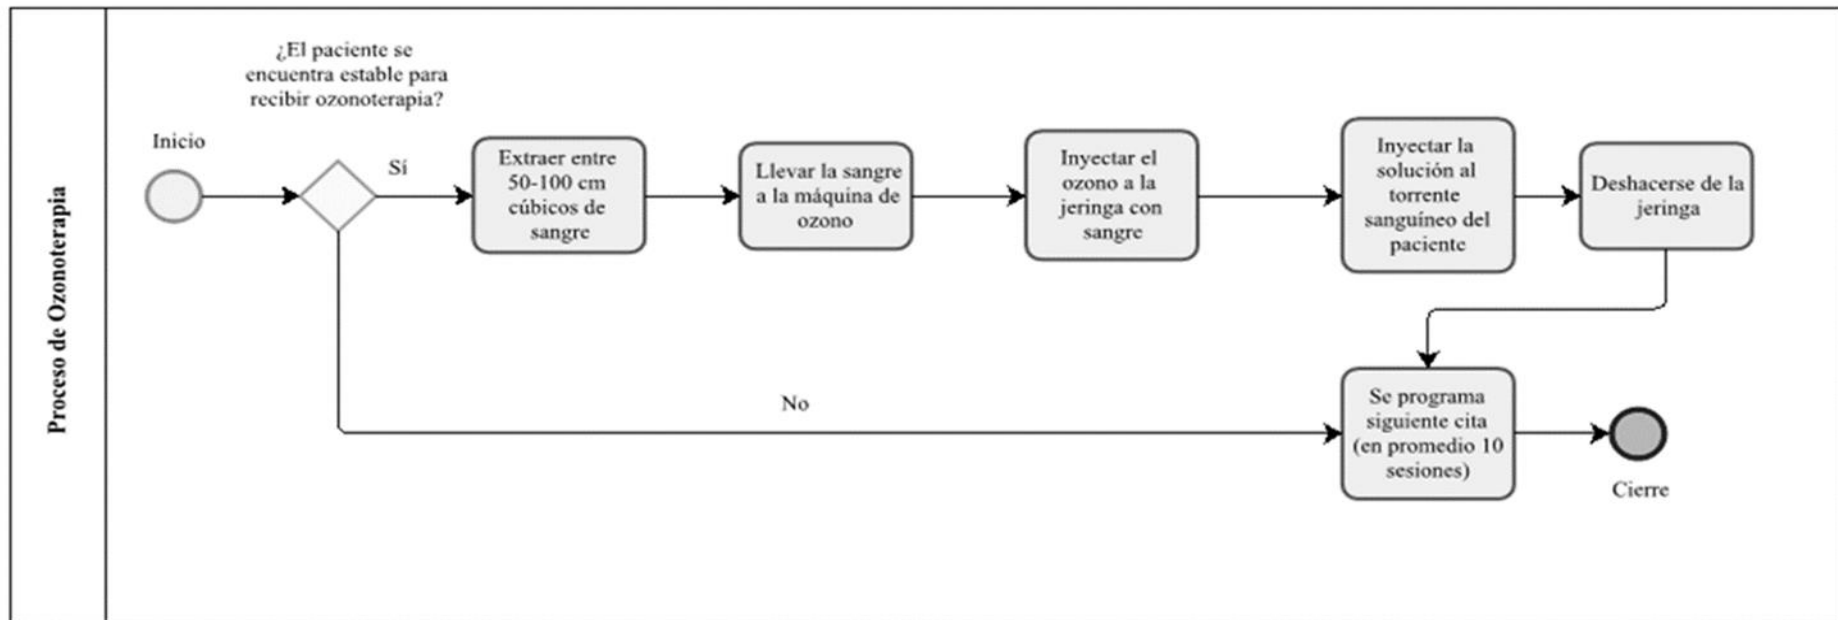 Proceso de Ozonoterapia
¿El paciente se
encuentra estable para
recibir ozonoterapia?
Inicio
Sí
Extraer entre
50-100 cm
cúbicos de
sangre
Llevar la sangre
a la máquina de
ozono
Inyectar el
ozono a la
jeringa con
sangre
Inyectar la
solución al
torrente
sanguíneo del
paciente
Deshacerse de la
jeringa
No
Se programa
siguiente cita
(en promedio 10
sesiones)
Cierre